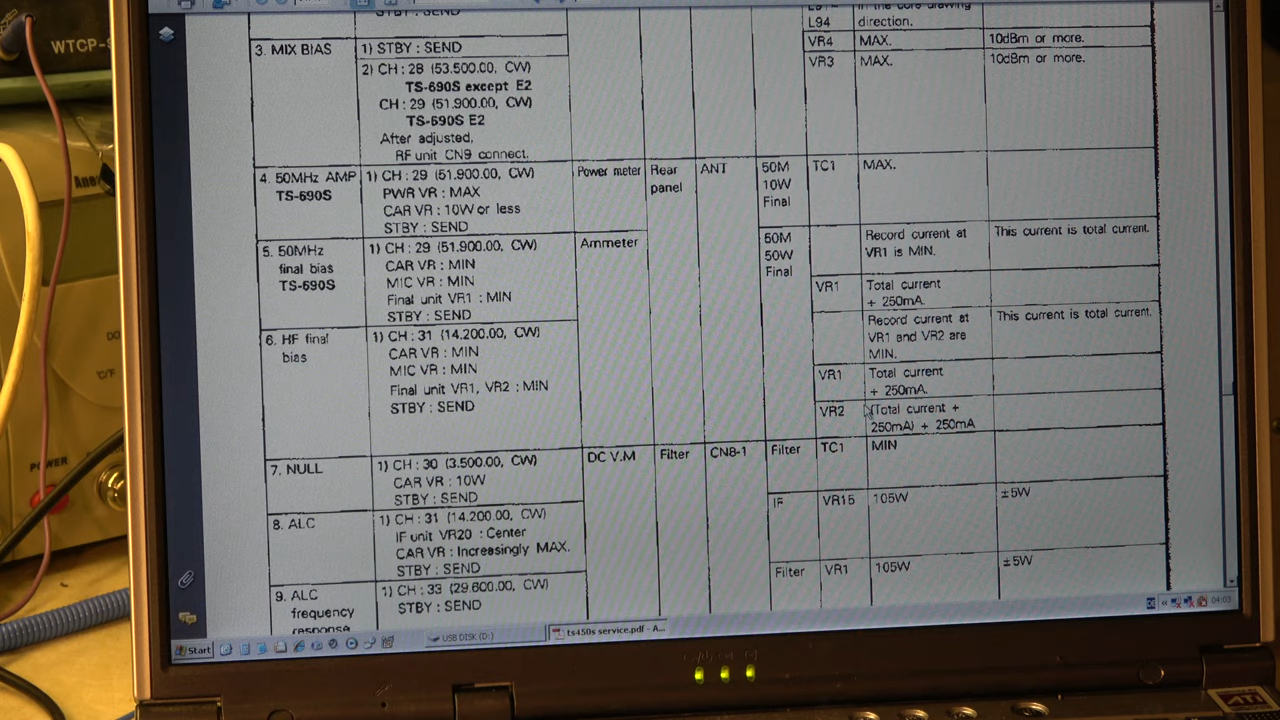 WTCP-S
STBY : SEND
L94
in the core drawing
direction.
3. MIX BIAS
1) STBY : SEND
2) CH : 28 (53.500.00, CW)
TS-690S except E2
CH : 29 (51.900.00, CW)
TS-690S E2
After adjusted,
RF unit CN9 connect.
VR4
MAX.
10dBm or more.
VR3
MAX.
10dBm or more.
4. 50MHz AMP
TS-690S
1) CH : 29 (51.900.00, CW)
PWR VR : MAX
CAR VR : 10W or less
STBY : SEND
Power meter
Rear
panel
ANT
50M
10W
Final
TC1
MAX.
5. 50MHz
final bias
TS-690S
1) CH : 29 (51.900.00, CW)
CAR VR : MIN
MIC VR : MIN
Final unit VR1 : MIN
STBY : SEND
Ammeter
50M
50W
Final
Record current at
VR1 is MIN.
This current is total current.
VR1
Total current
+ 250mA.
6. HF final
bias
1) CH : 31 (14.200.00, CW)
CAR VR : MIN
MIC VR : MIN
Final unit VR1, VR2 : MIN
STBY : SEND
Record current at
VR1 and VR2 are
MIN.
This current is total current.
VR1
Total current
+ 250mA.
VR2
(Total current +
250mA) + 250mA
7. NULL
1) CH : 30 (3.500.00, CW)
CAR VR : 10W
STBY : SEND
DC V.M
Filter
CN8-1
Filter
TC1
MIN
8. ALC
1) CH : 31 (14.200.00, CW)
IF unit VR20 : Center
CAR VR : Increasingly MAX.
STBY : SEND
IF
VR15
105W
±5W
9. ALC
frequency
response
1) CH : 33 (29.600.00, CW)
STBY : SEND
Filter
VR1
105W
±5W
POWER
°C/°F
Start
USB DISK (D:)
ts450s service.pdf - A...
04:03
ATI